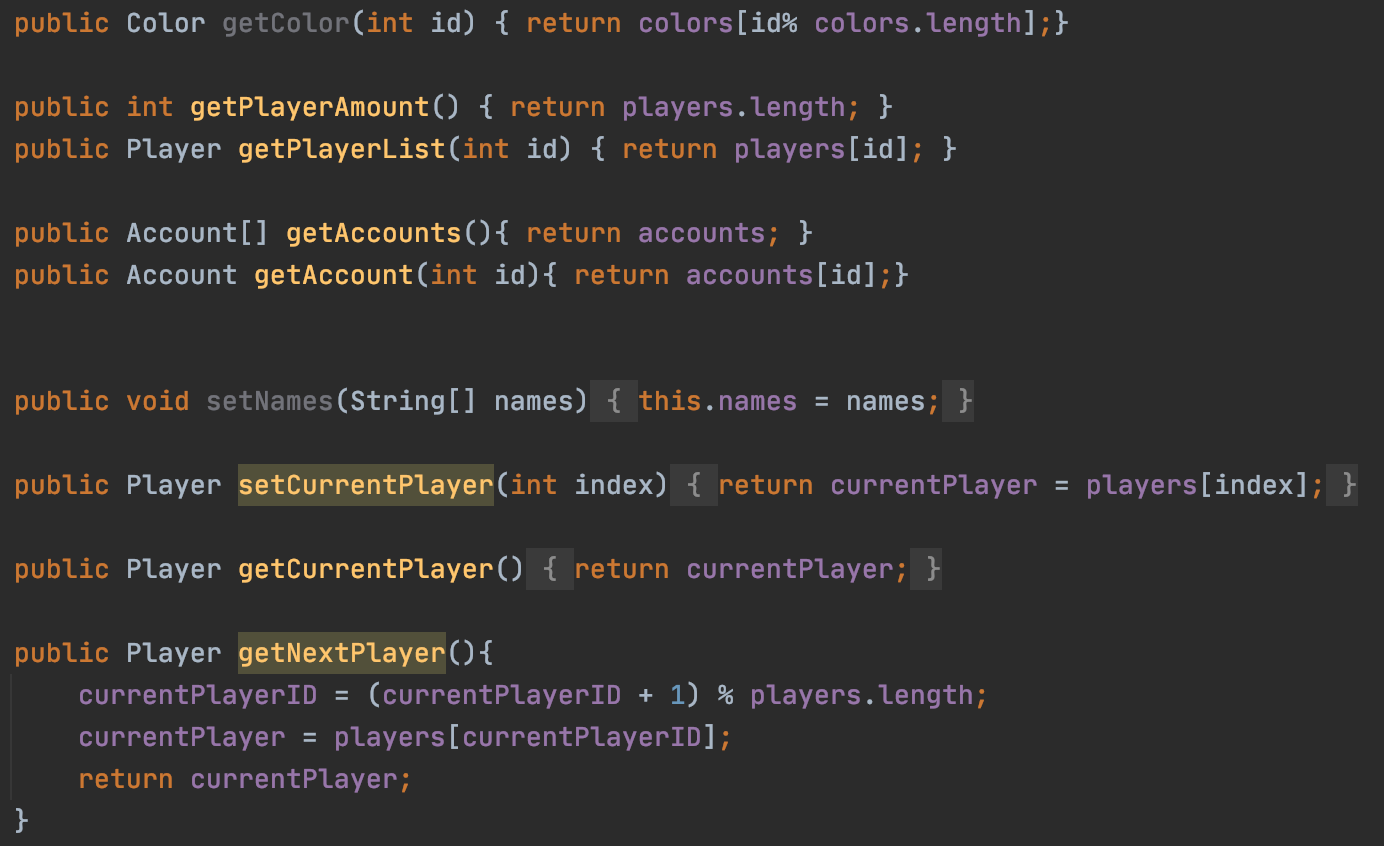 public Color getColor(int id) { return colors[id% colors.length];}
public int getPlayerAmount() { return players.length; }
public Player getPlayerList(int id) { return players[id]; }
public Account[] getAccounts(){ return accounts; }
public Account getAccount(int id){ return accounts[id];}
public void setNames(String[] names) { this.names = names; }
public Player setCurrentPlayer(int index) { return currentPlayer = players[index]; }
public Player getCurrentPlayer() { return currentPlayer; }
public Player getNextPlayer(){
    currentPlayerID = (currentPlayerID + 1) % players.length;
    currentPlayer = players[currentPlayerID];
    return currentPlayer;
}